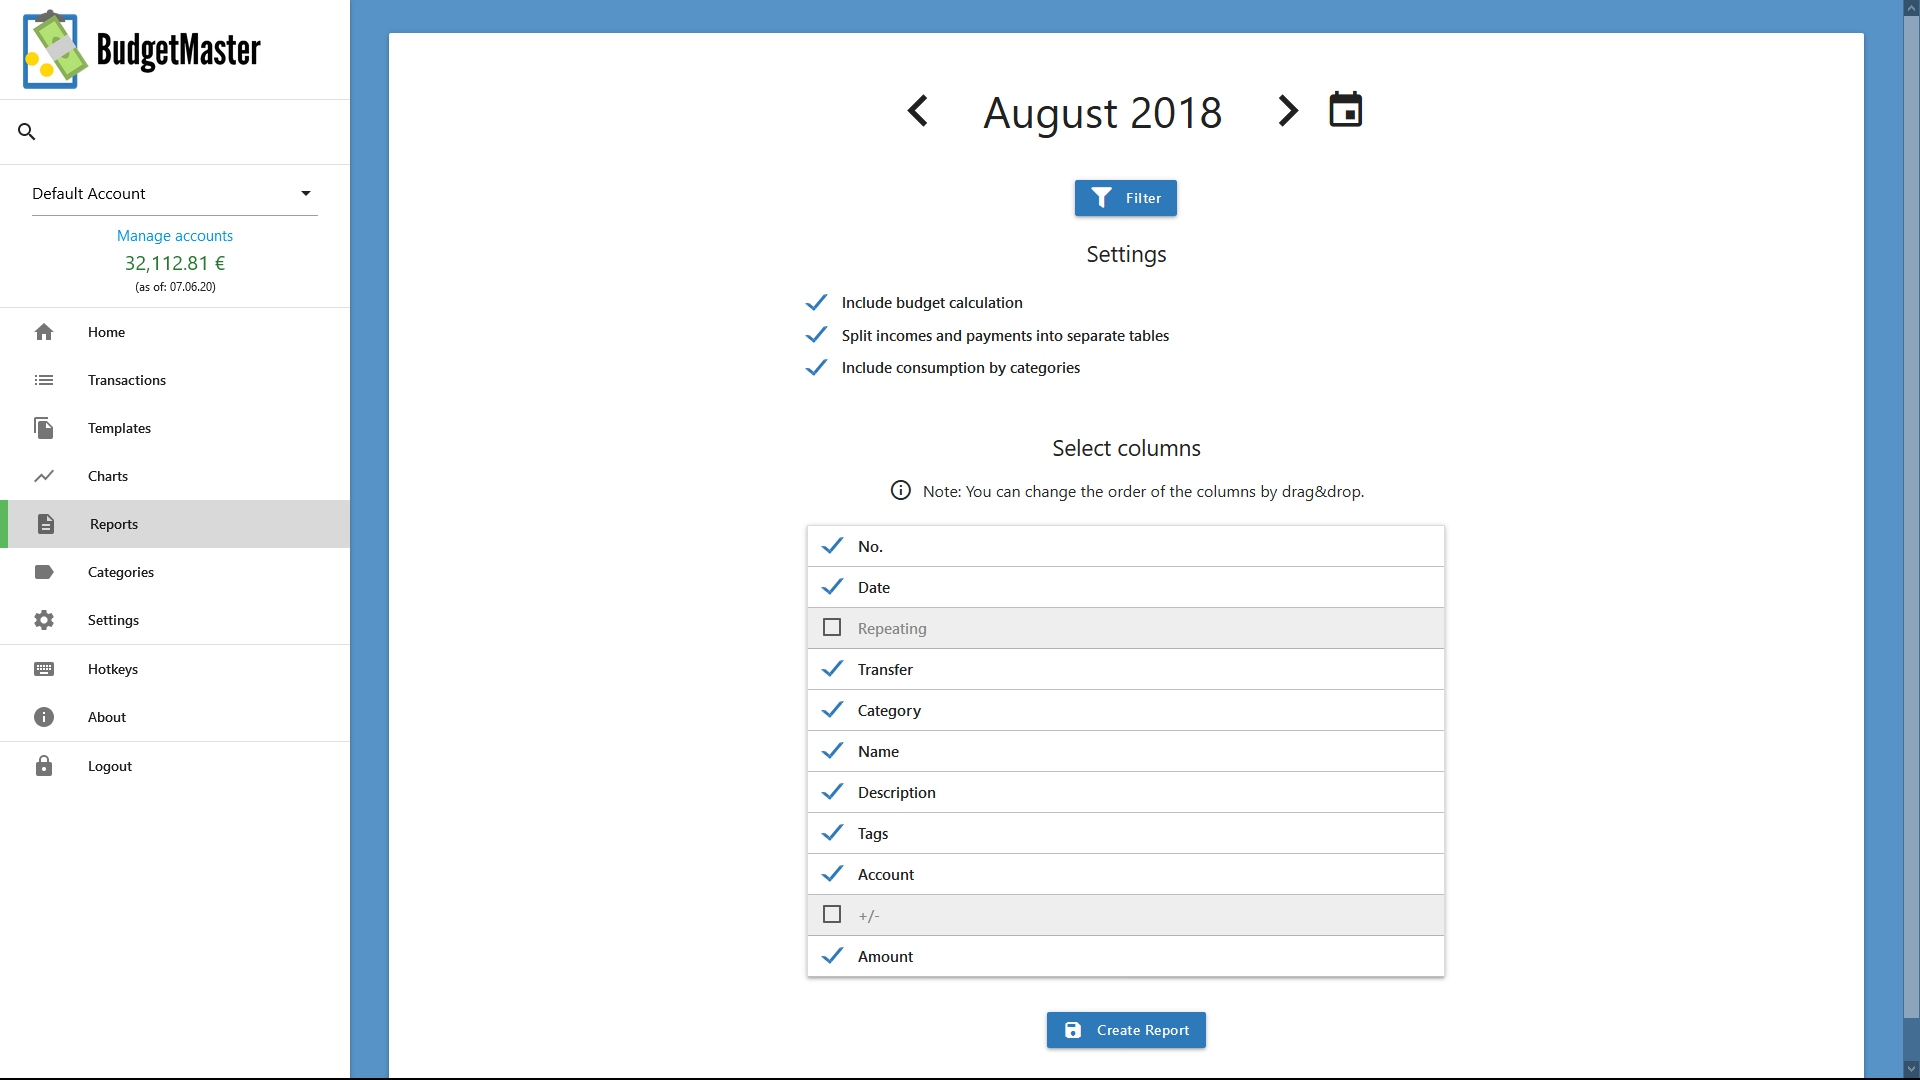 BudgetMaster
Default Account
Manage accounts
32,112.81 €
(as of: 07.06.20)
Home
Transactions
Templates
Charts
Reports
Categories
Settings
Hotkeys
About
Logout
August 2018
Filter
Settings
Include budget calculation
Split incomes and payments into separate tables
Include consumption by categories
Select columns
Note: You can change the order of the columns by drag&drop.
No.
Date
Repeating
Transfer
Category
Name
Description
Tags
Account
+/-
Amount
Create Report